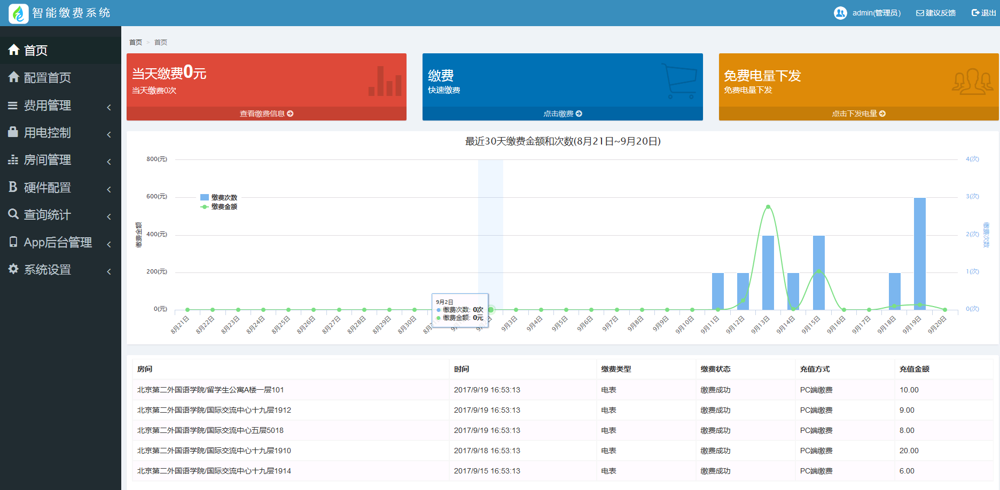 智能缴费系统
admin(管理员) 建议反馈 退出
首页
配置首页
费用管理
用电控制
房间管理
硬件配置
查询统计
App后台管理
系统设置
首页 > 首页
当天缴费0元
当天缴费0次
查看缴费信息
缴费
快速缴费
点击缴费
免费电量下发
免费电量下发
点击下发电量
最近30天缴费金额和次数(8月21日~9月20日)
800(元)
600(元)
400(元)
200(元)
0(元)
缴费金额
缴费次数
缴费金额
4(次)
3(次)
2(次)
1(次)
0(次)
缴费次数
9月2日
缴费次数: 0次
缴费金额: 0元
8月21日 8月22日 8月23日 8月24日 8月25日 8月26日 8月27日 8月28日 8月29日 8月30日 9月3日 9月4日 9月5日 9月6日 9月7日 9月8日 9月9日 9月10日 9月11日 9月12日 9月13日 9月14日 9月15日 9月16日 9月17日 9月18日 9月19日 9月20日
房间 时间 缴费类型 缴费状态 充值方式 充值金额
北京第二外国语学院/留学生公寓A楼一层101 2017/9/19 16:53:13 电表 缴费成功 PC端缴费 10.00
北京第二外国语学院/国际交流中心十九层1912 2017/9/19 16:53:13 电表 缴费成功 PC端缴费 9.00
北京第二外国语学院/国际交流中心五层5018 2017/9/19 16:53:13 电表 缴费成功 PC端缴费 8.00
北京第二外国语学院/国际交流中心十九层1910 2017/9/18 16:53:13 电表 缴费成功 PC端缴费 20.00
北京第二外国语学院/国际交流中心十九层1914 2017/9/15 16:53:13 电表 缴费成功 PC端缴费 6.00